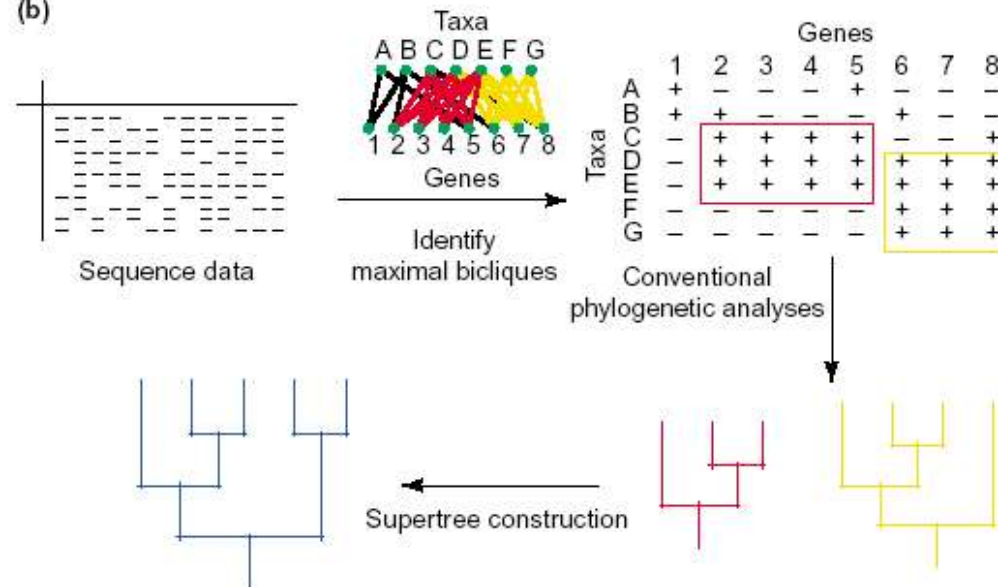 (b)
Taxa
A B C D E F G
1 2 3 4 5 6 7 8
Genes
Identify
maximal bicliques
Sequence data
Genes
1 2 3 4 5 6 7 8
Taxa
A + – – – + – – –
B + + – – – + – –
C – + + + + – – +
D – + + + + + + +
E – + + + + + + +
F – – – – – + + +
G – – – – – + + +
Conventional
phylogenetic analyses
Supertree construction